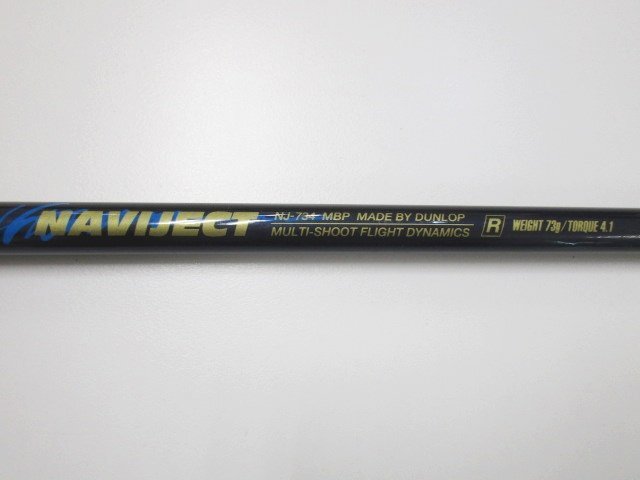 NAVIJECT
NJ-734 MBP MADE BY DUNLOP
MULTI-SHOOT FLIGHT DYNAMICS
R
WEIGHT 73g/TORQUE 4.1